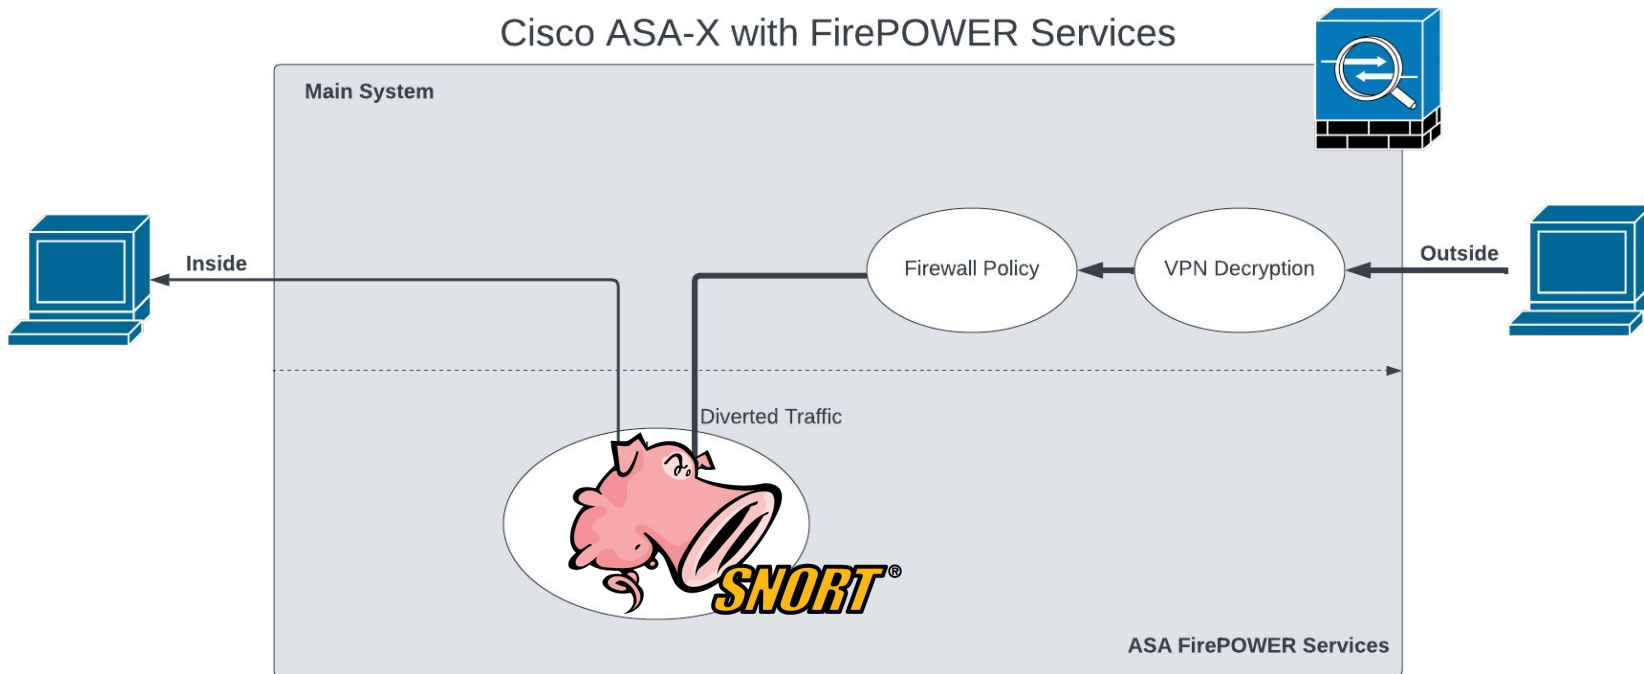 Cisco ASA-X with FirePOWER Services
Main System
Inside
Firewall Policy
VPN Decryption
Outside
Diverted Traffic
SNORT®
ASA FirePOWER Services